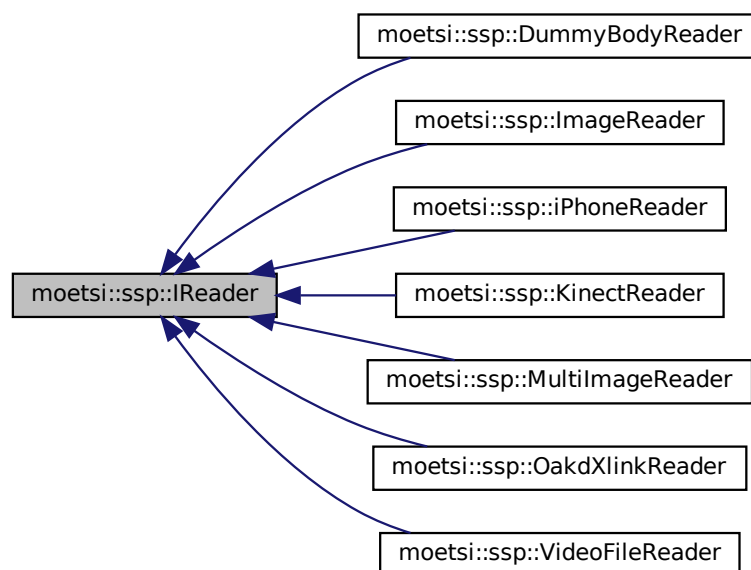 moetsi::ssp::DummyBodyReader
moetsi::ssp::ImageReader
moetsi::ssp::iPhoneReader
moetsi::ssp::IReader
moetsi::ssp::KinectReader
moetsi::ssp::MultiImageReader
moetsi::ssp::OakdXlinkReader
moetsi::ssp::VideoFileReader